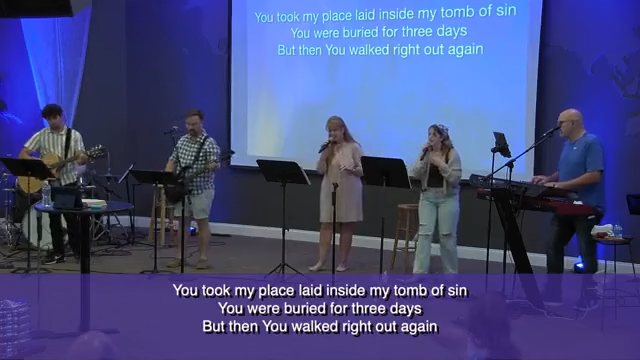 You took my place laid inside my tomb of sin
You were buried for three days
But then You walked right out again
You took my place laid inside my tomb of sin
You were buried for three days
But then You walked right out again